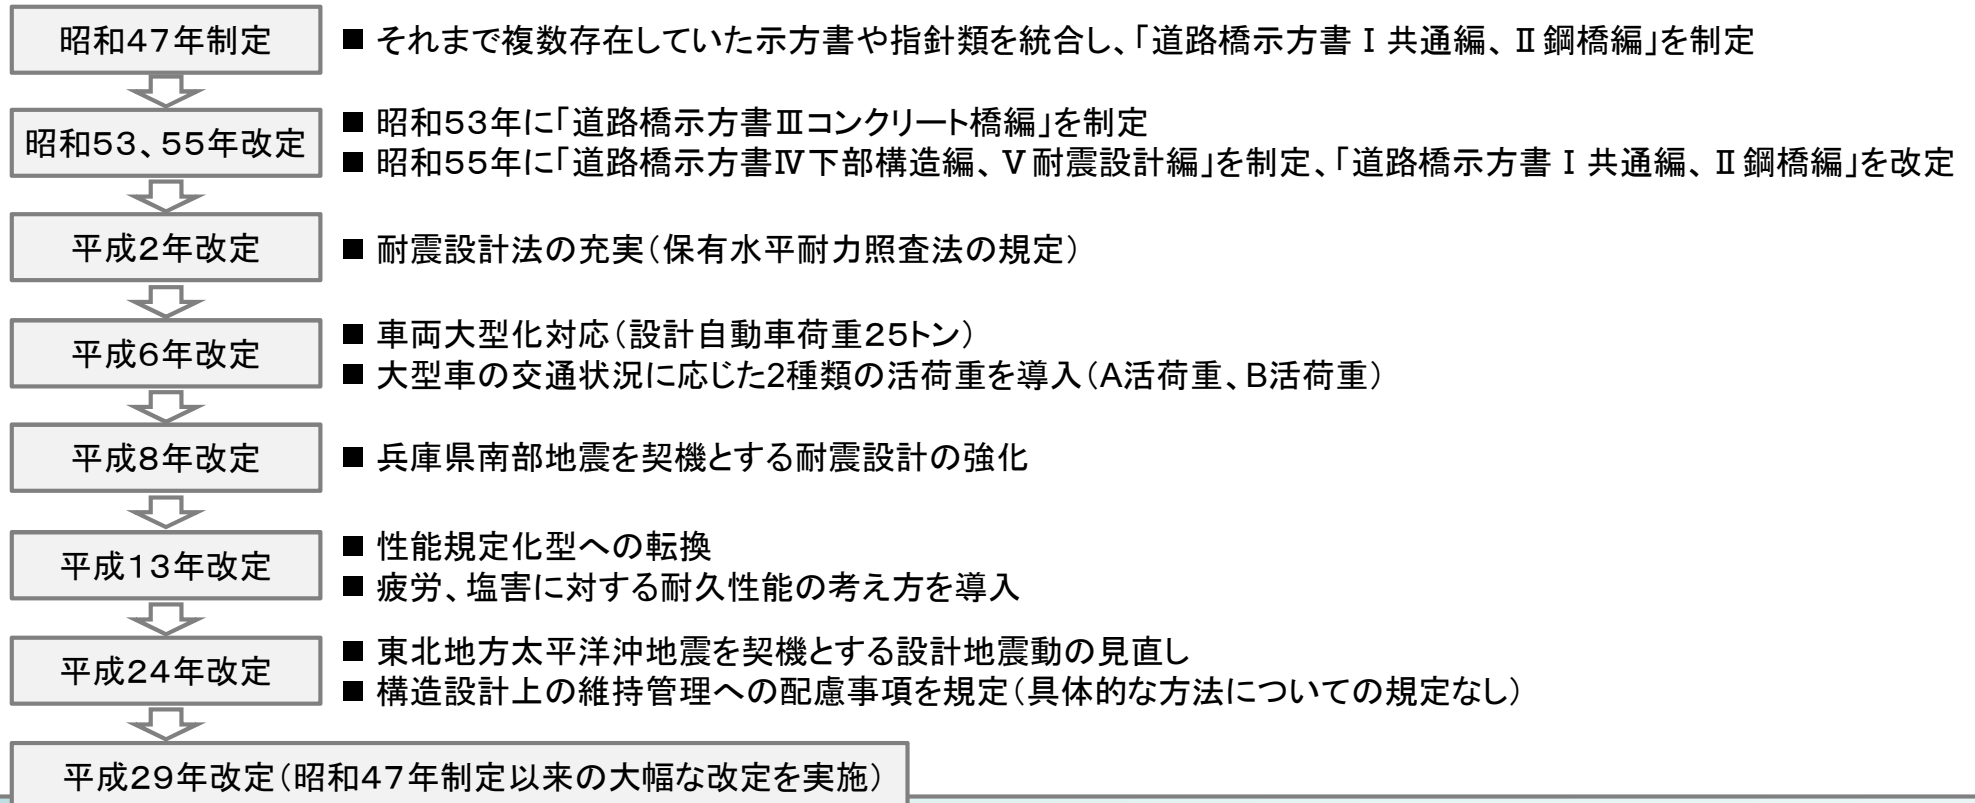 昭和47年制定
■ それまで複数存在していた示方書や指針類を統合し、「道路橋示方書Ⅰ共通編、Ⅱ鋼橋編」を制定
昭和53、55年改定
■ 昭和53年に「道路橋示方書Ⅲコンクリート橋編」を制定
■ 昭和55年に「道路橋示方書Ⅳ下部構造編、Ⅴ耐震設計編」を制定、「道路橋示方書Ⅰ共通編、Ⅱ鋼橋編」を改定
平成2年改定
■ 耐震設計法の充実（保有水平耐力照査法の規定）
平成6年改定
■ 車両大型化対応（設計自動車荷重25トン）
■ 大型車の交通状況に応じた2種類の活荷重を導入（A活荷重、B活荷重）
平成8年改定
■ 兵庫県南部地震を契機とする耐震設計の強化
平成13年改定
■ 性能規定化型への転換
■ 疲労、塩害に対する耐久性能の考え方を導入
平成24年改定
■ 東北地方太平洋沖地震を契機とする設計地震動の見直し
■ 構造設計上の維持管理への配慮事項を規定（具体的な方法についての規定なし）
平成29年改定（昭和47年制定以来の大幅な改定を実施）